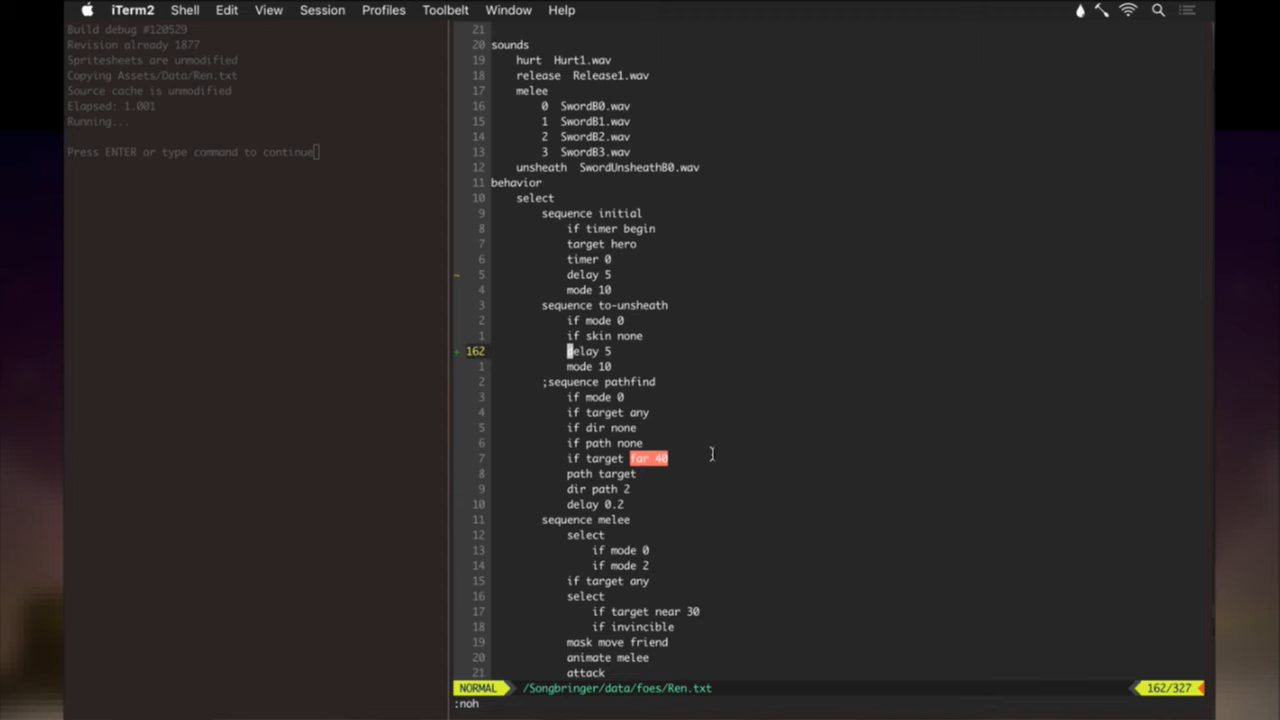 iTerm2 Shell Edit View Session Profiles Toolbelt Window Help
Build debug #120529
Revision already 1877
Spritesheets are unmodified
Copying Assets/Data/Ren.txt
Source cache is unmodified
Elapsed: 1.001
Running...
Press ENTER or type command to continue
21
20 sounds
19 hurt Hurt1.wav
18 release Release1.wav
17 melee
16 0 SwordB0.wav
15 1 SwordB1.wav
14 2 SwordB2.wav
13 3 SwordB3.wav
12 unsheath SwordUnsheathB0.wav
11 behavior
10 select
9 sequence initial
8 if timer begin
7 target hero
6 timer 0
~ 5 delay 5
4 mode 10
3 sequence to-unsheath
2 if mode 0
1 if skin none
+ 162 delay 5
1 mode 10
2 ;sequence pathfind
3 if mode 0
4 if target any
5 if dir none
6 if path none
7 if target far 40
8 path target
9 dir path 2
10 delay 0.2
11 sequence melee
12 select
13 if mode 0
14 if mode 2
15 if target any
16 select
17 if target near 30
18 if invincible
19 mask move friend
20 animate melee
21 attack
NORMAL /Songbringer/data/foes/Ren.txt 162/327
:noh